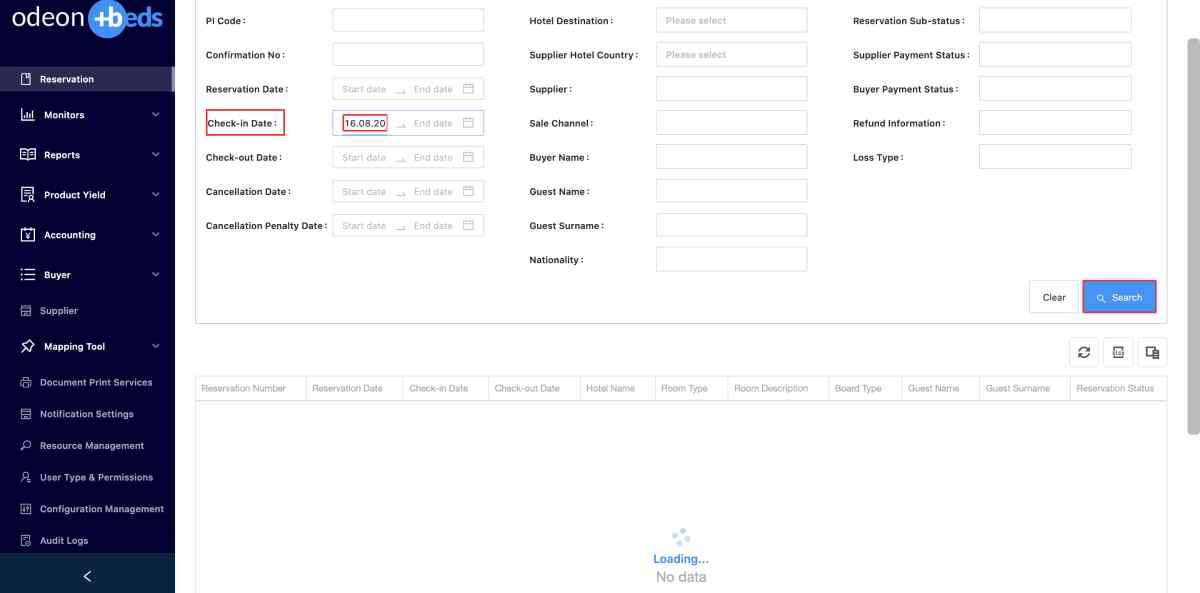 odeon +beds
Reservation
Monitors
Reports
Product Yield
Accounting
Buyer
Supplier
Mapping Tool
Document Print Services
Notification Settings
Resource Management
User Type & Permissions
Configuration Management
Audit Logs
PI Code :
Confirmation No :
Reservation Date : Start date End date
Check-in Date : 16.08.20 End date
Check-out Date : Start date End date
Cancellation Date : Start date End date
Cancellation Penalty Date : Start date End date
Hotel Destination : Please select
Supplier Hotel Country : Please select
Supplier :
Sale Channel :
Buyer Name :
Guest Name :
Guest Surname :
Nationality :
Reservation Sub-status :
Supplier Payment Status :
Buyer Payment Status :
Refund Information :
Loss Type :
Clear Search
Reservation Number Reservation Date Check-in Date Check-out Date Hotel Name Room Type Room Description Board Type Guest Name Guest Surname Reservation Status
Loading...
No data